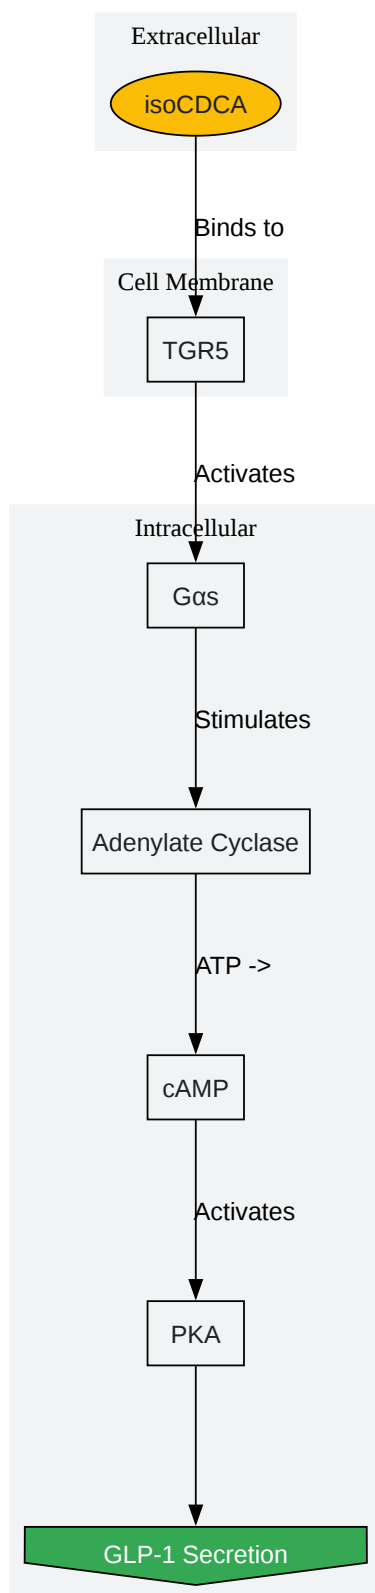 Extracellular
isoCDCA
Binds to
Cell Membrane
TGR5
Activates
Intracellular
Gαs
Stimulates
Adenylate Cyclase
ATP ->
cAMP
Activates
PKA
GLP-1 Secretion